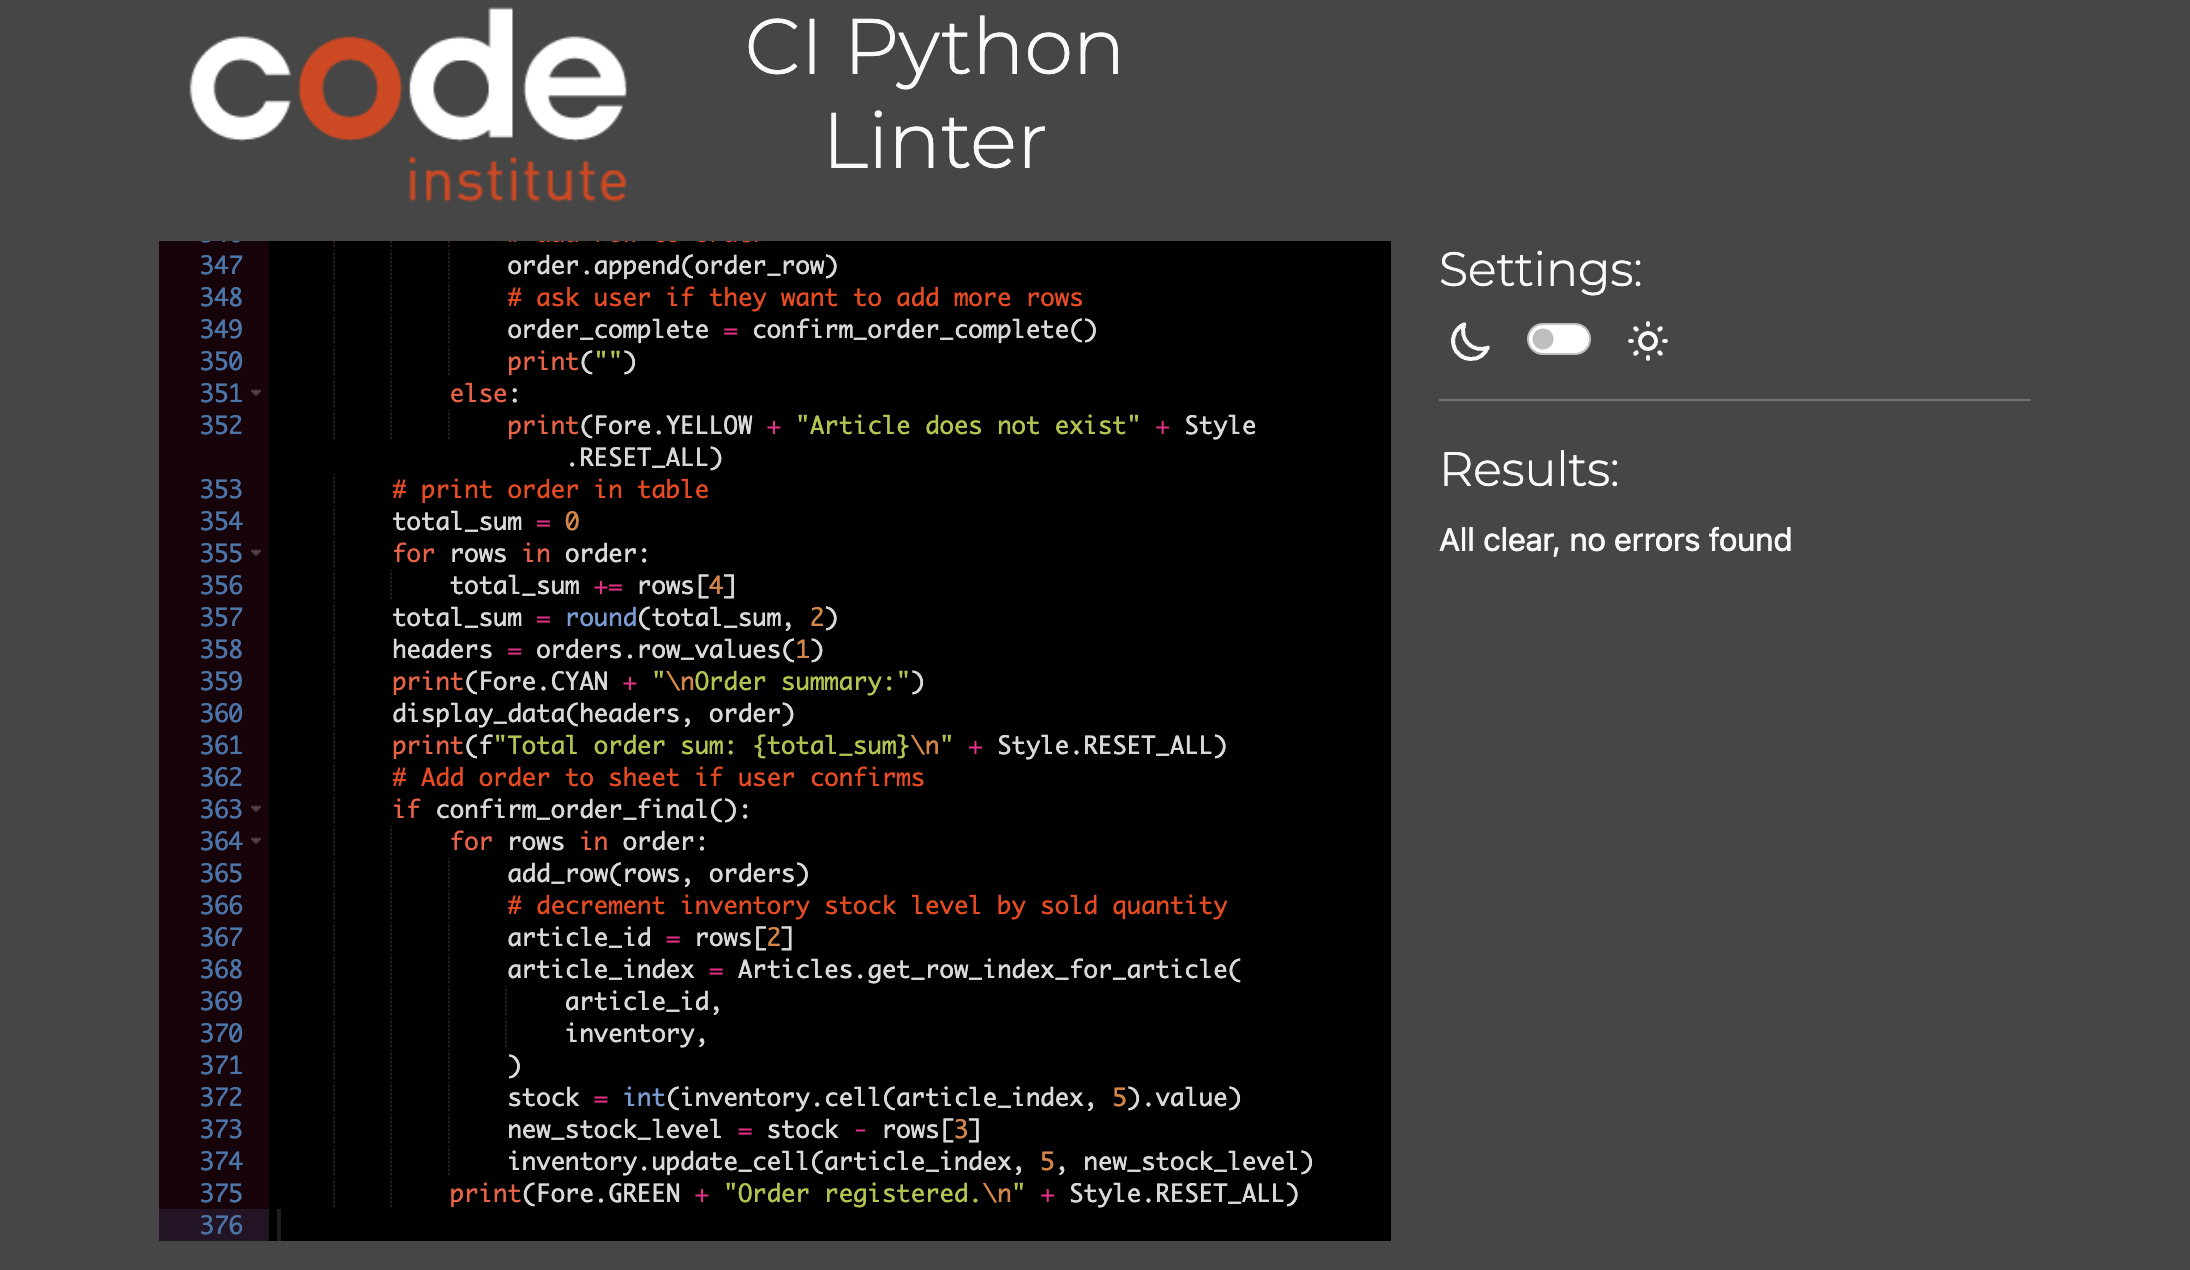 code
institute
CI Python
Linter
347 order.append(order_row)
348 # ask user if they want to add more rows
349 order_complete = confirm_order_complete()
350 print("")
351 else:
352 print(Fore.YELLOW + "Article does not exist" + Style
.RESET_ALL)
353 # print order in table
354 total_sum = 0
355 for rows in order:
356 total_sum += rows[4]
357 total_sum = round(total_sum, 2)
358 headers = orders.row_values(1)
359 print(Fore.CYAN + "\nOrder summary:")
360 display_data(headers, order)
361 print(f"Total order sum: {total_sum}\n" + Style.RESET_ALL)
362 # Add order to sheet if user confirms
363 if confirm_order_final():
364 for rows in order:
365 add_row(rows, orders)
366 # decrement inventory stock level by sold quantity
367 article_id = rows[2]
368 article_index = Articles.get_row_index_for_article(
369 article_id,
370 inventory,
371 )
372 stock = int(inventory.cell(article_index, 5).value)
373 new_stock_level = stock - rows[3]
374 inventory.update_cell(article_index, 5, new_stock_level)
375 print(Fore.GREEN + "Order registered.\n" + Style.RESET_ALL)
376
Settings:
Results:
All clear, no errors found